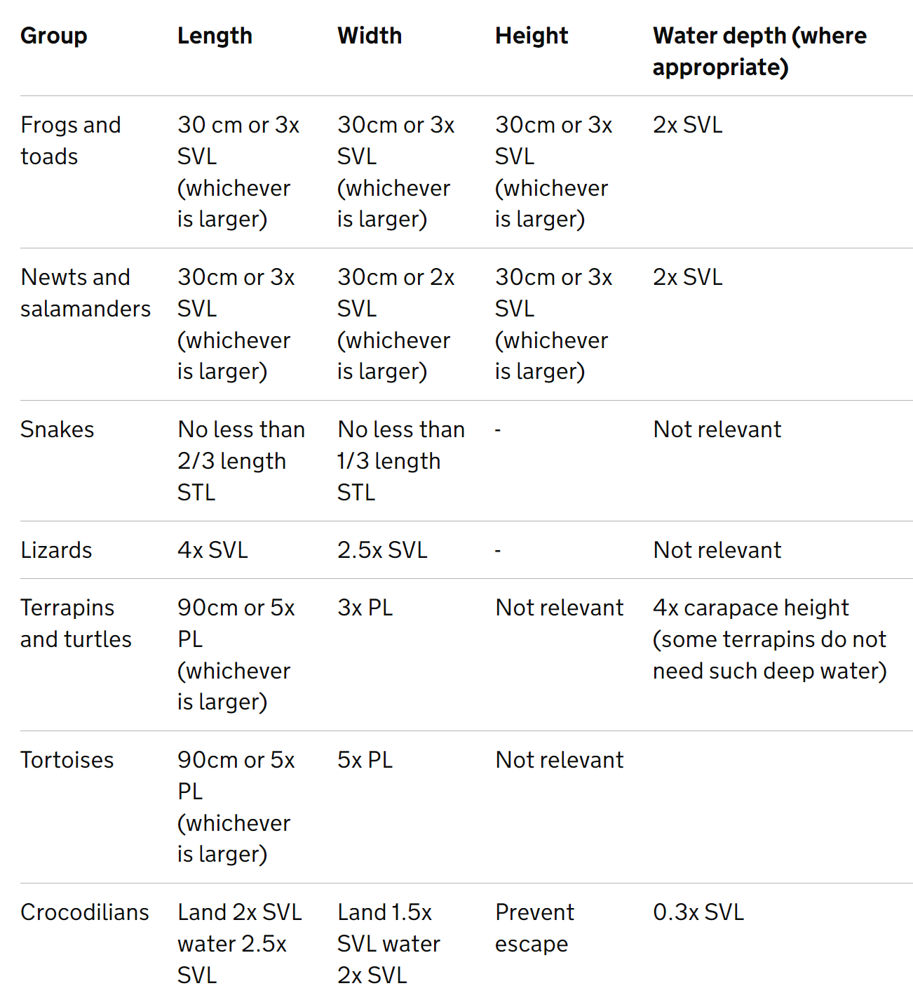 Group Length Width Height Water depth (where
appropriate)
Frogs and 30 cm or 3x 30cm or 3x 30cm or 3x 2x SVL
toads SVL SVL SVL
(whichever (whichever (whichever
is larger) is larger) is larger)
Newts and 30cm or 3x 30cm or 2x 30cm or 3x 2x SVL
salamanders SVL SVL SVL
(whichever (whichever (whichever
is larger) is larger) is larger)
Snakes No less than No less than - Not relevant
2/3 length 1/3 length
STL STL
Lizards 4x SVL 2.5x SVL - Not relevant
Terrapins 90cm or 5x 3x PL Not relevant 4x carapace height
and turtles PL (some terrapins do not
(whichever need such deep water)
is larger)
Tortoises 90cm or 5x 5x PL Not relevant
PL
(whichever
is larger)
Crocodilians Land 2x SVL Land 1.5x Prevent 0.3x SVL
water 2.5x SVL water escape
SVL 2x SVL